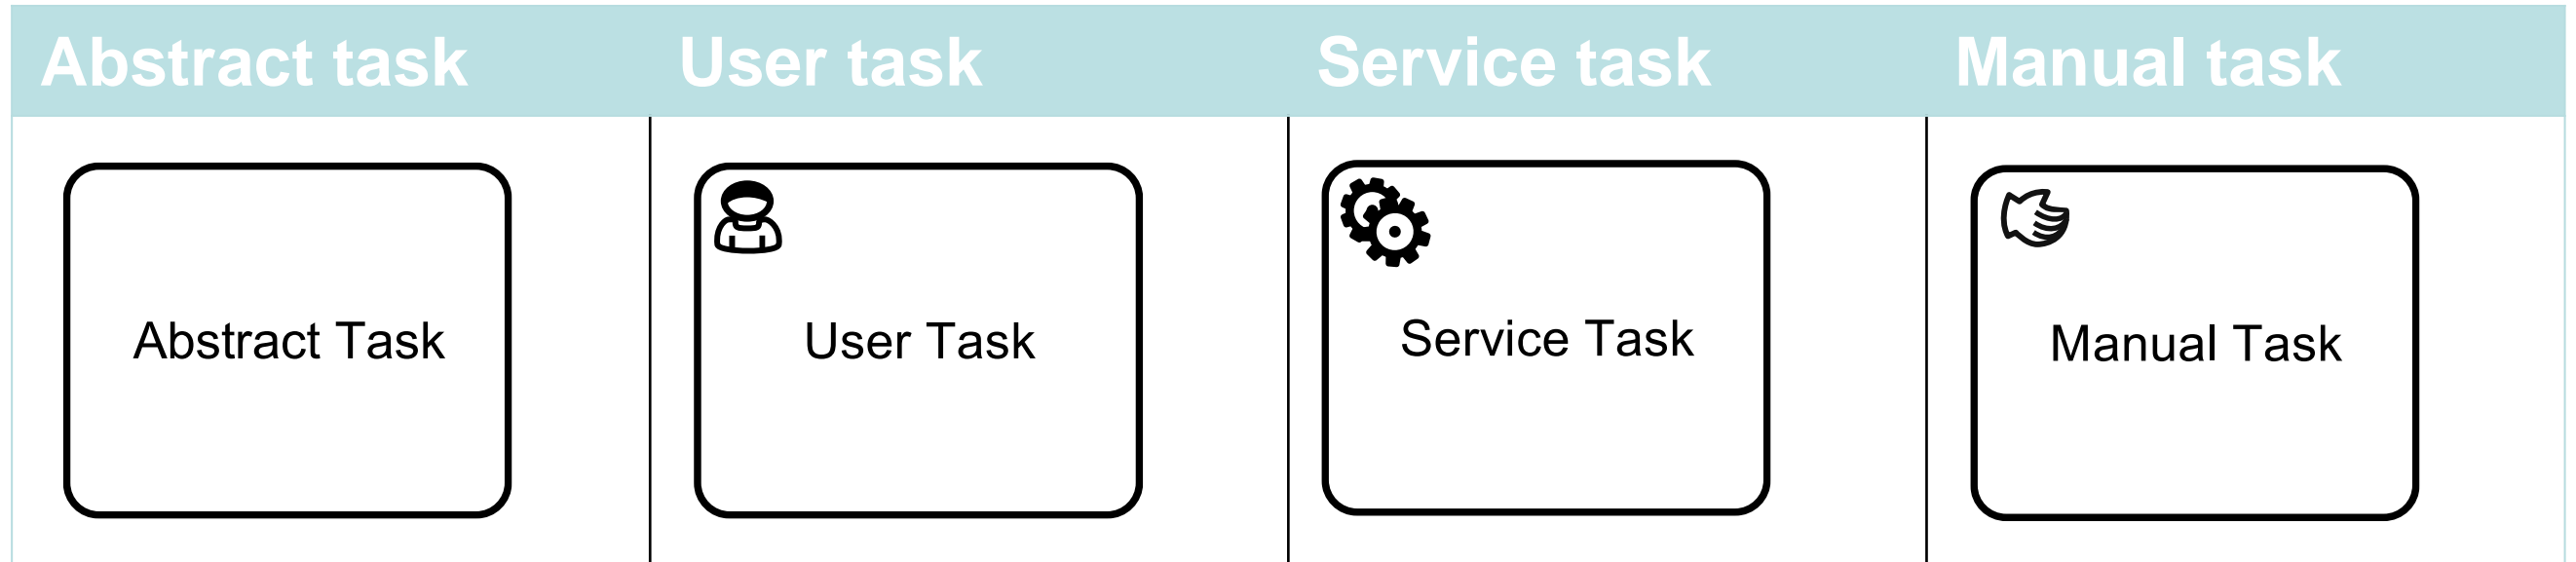 Abstract task
User task
Service task
Manual task
Abstract Task
User Task
Service Task
Manual Task